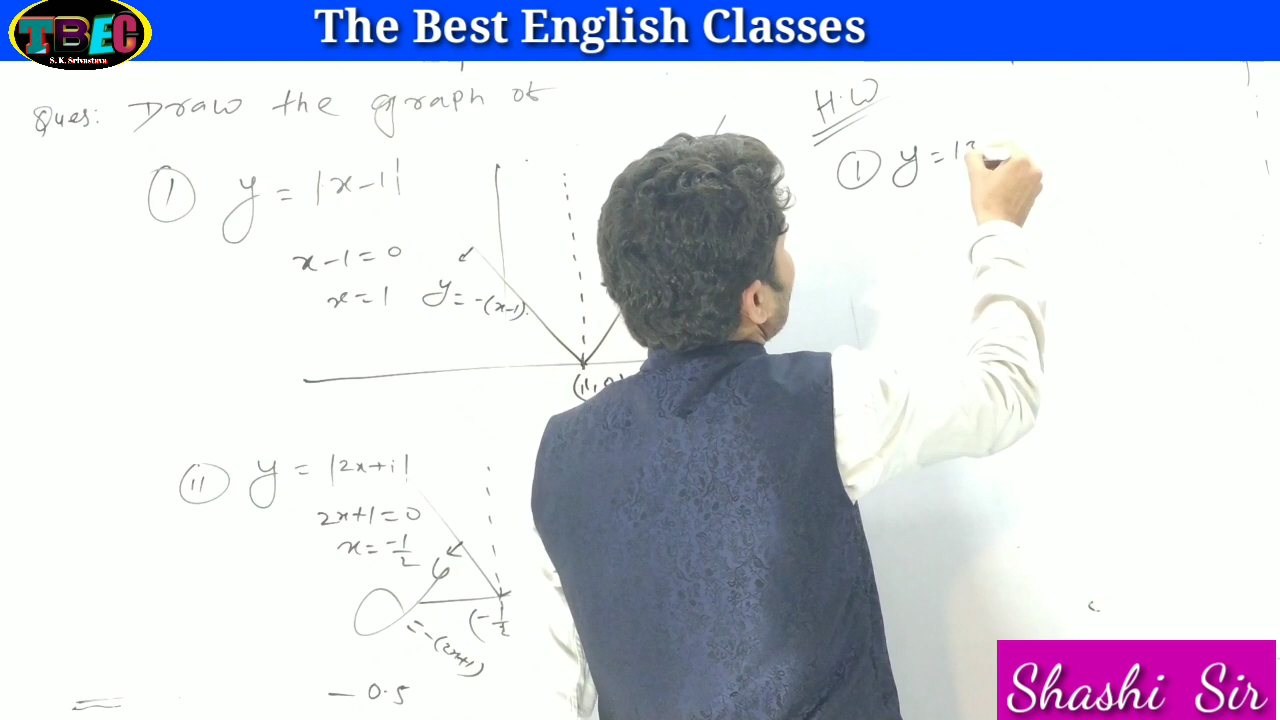 The Best English Classes
TBEC
S. K. Srivastava
Ques: Draw the graph of
I y = |x-1|
x-1=0
x=1
y=-(x-1).
(1,0)
II y = |2x+1|
2x+1=0
x=-1/2
y
=-(2x+1)
(-1/2
- 0.5
H.W
1 y=|3
Shashi Sir